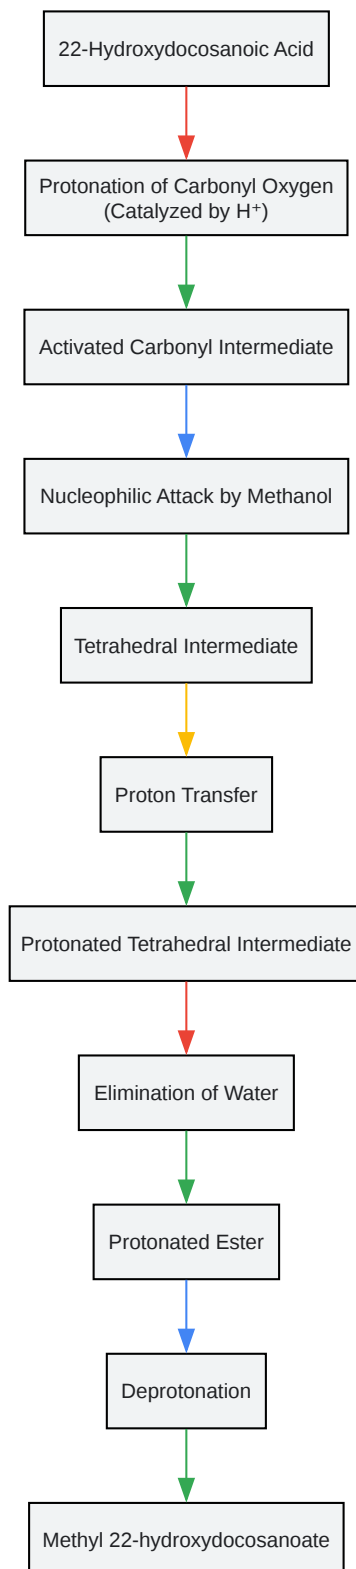 22-Hydroxydocosanoic Acid
Protonation of Carbonyl Oxygen
(Catalyzed by H⁺)
Activated Carbonyl Intermediate
Nucleophilic Attack by Methanol
Tetrahedral Intermediate
Proton Transfer
Protonated Tetrahedral Intermediate
Elimination of Water
Protonated Ester
Deprotonation
Methyl 22-hydroxydocosanoate